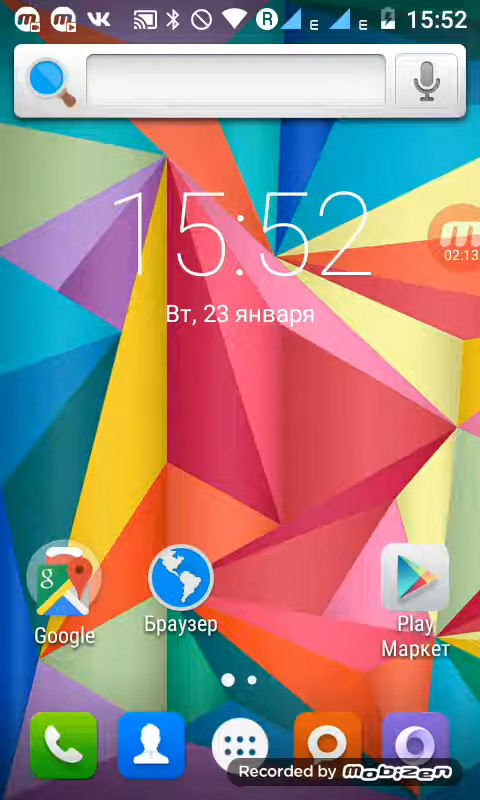 R
E
E
15:52
15:52
02:13
Вт, 23 января
g
Google
Браузер
Play
Маркет
Recorded by Mobizen